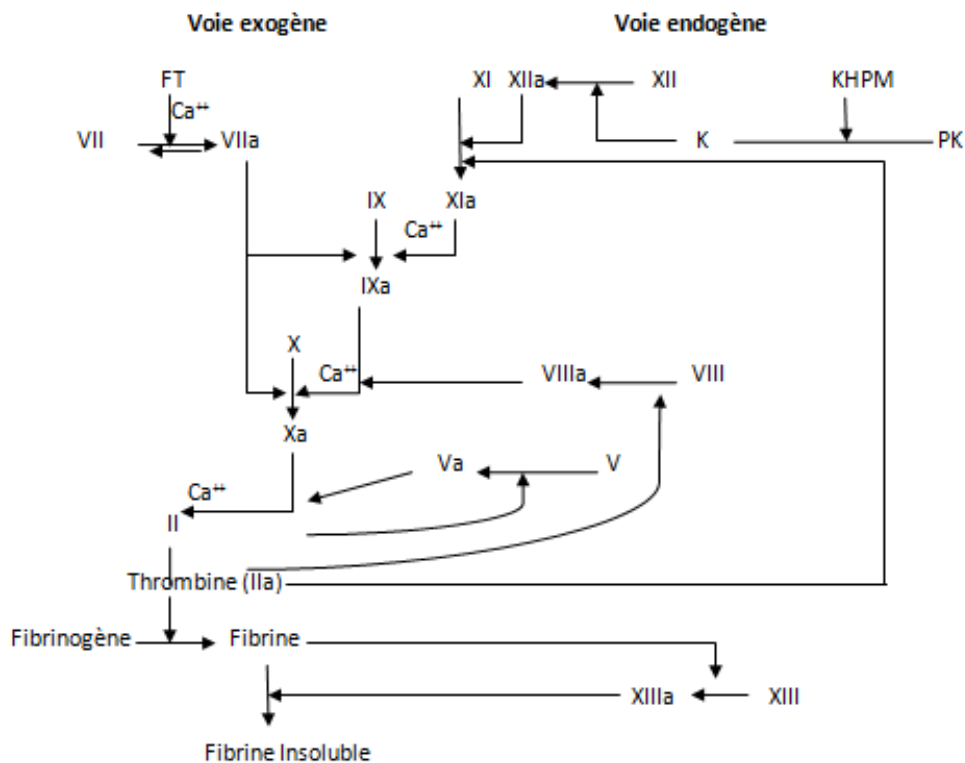 Voie exogène Voie endogène
FT XI XIIa XII KHPM
Ca⁺⁺
VII VIIa K PK
IX XIa
Ca⁺⁺
IXa
X
Ca⁺⁺ VIIIa VIII
Xa
Va V
Ca⁺⁺
II
Thrombine (IIa)
Fibrinogène Fibrine
XIIIa XIII
Fibrine Insoluble